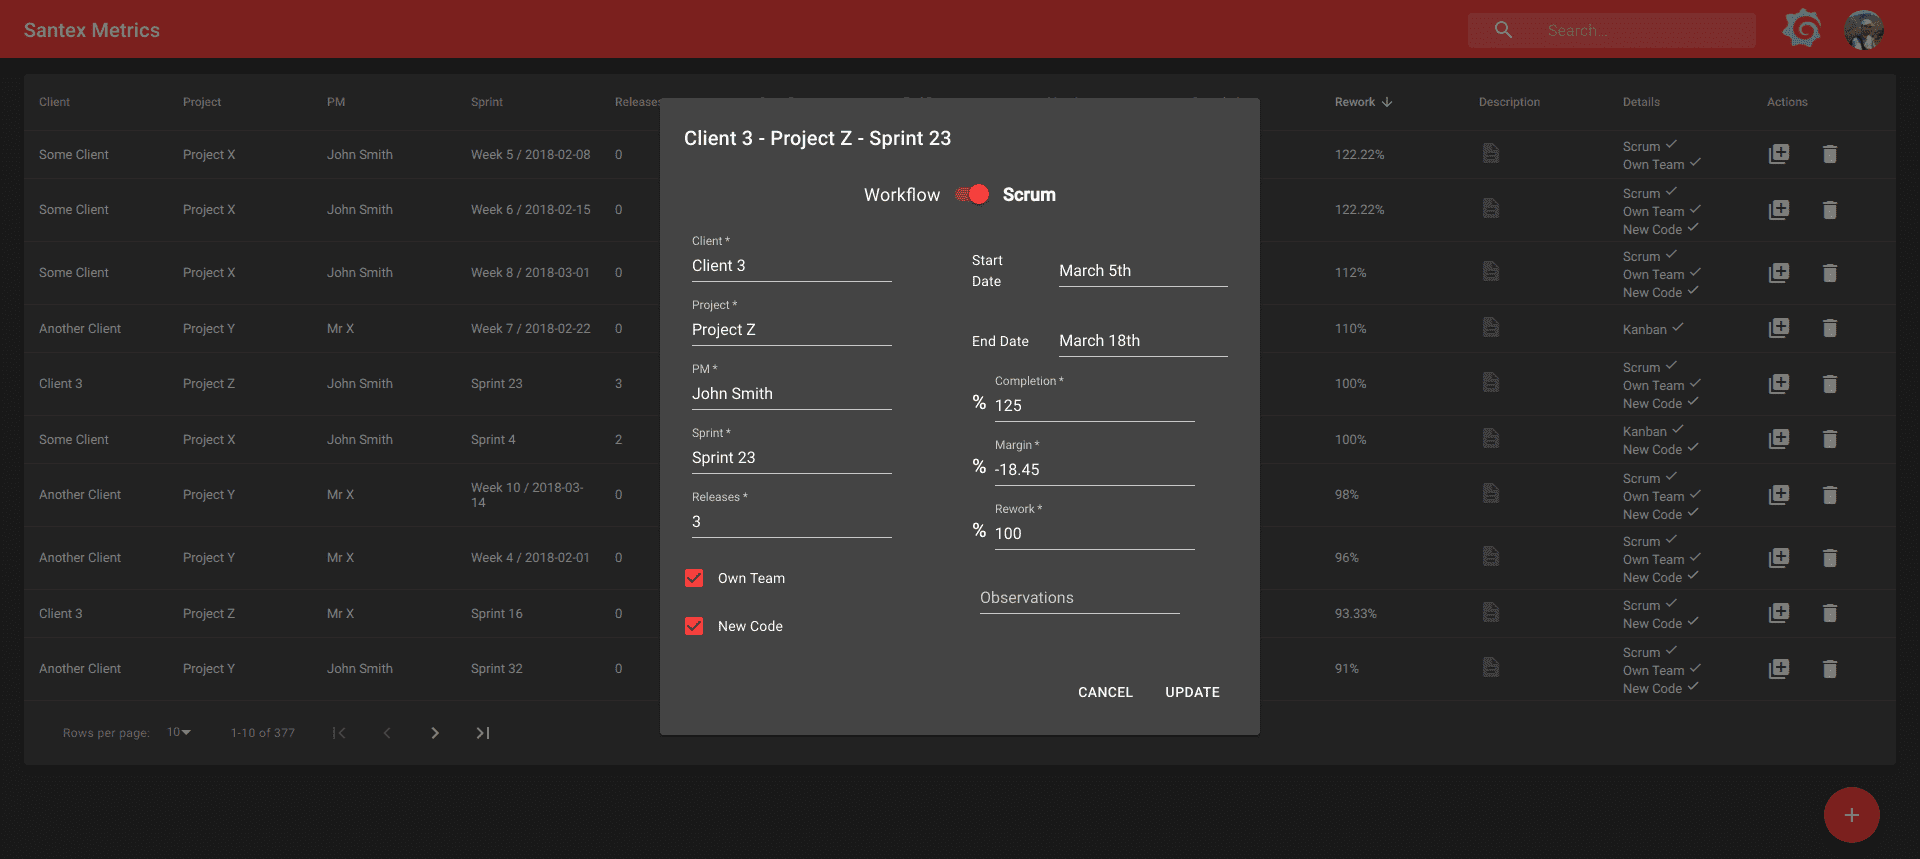 Santex Metrics
Search...
Client Project PM Sprint Releases Rework Description Details Actions
Some Client Project X John Smith Week 5 / 2018-02-08 0 122.22% Scrum
Own Team
Some Client Project X John Smith Week 6 / 2018-02-15 0 122.22% Scrum
Own Team
New Code
Some Client Project X John Smith Week 8 / 2018-03-01 0 112% Scrum
Own Team
New Code
Another Client Project Y Mr X Week 7 / 2018-02-22 0 110% Kanban
Client 3 Project Z John Smith Sprint 23 3 100% Scrum
Own Team
New Code
Some Client Project X John Smith Sprint 4 2 100% Kanban
New Code
Another Client Project Y Mr X Week 10 / 2018-03-
14 0 98% Scrum
Own Team
New Code
Another Client Project Y Mr X Week 4 / 2018-02-01 0 96% Scrum
Own Team
New Code
Client 3 Project Z Mr X Sprint 16 0 93.33% Scrum
New Code
Another Client Project Y John Smith Sprint 32 0 91% Scrum
Own Team
New Code
Rows per page: 10 1-10 of 377
Client 3 - Project Z - Sprint 23
Workflow Scrum
Client *
Client 3
Project *
Project Z
PM *
John Smith
Sprint *
Sprint 23
Releases *
3
Own Team
New Code
Start
Date
March 5th
End Date March 18th
Completion *
% 125
Margin *
% -18.45
Rework *
% 100
Observations
CANCEL UPDATE